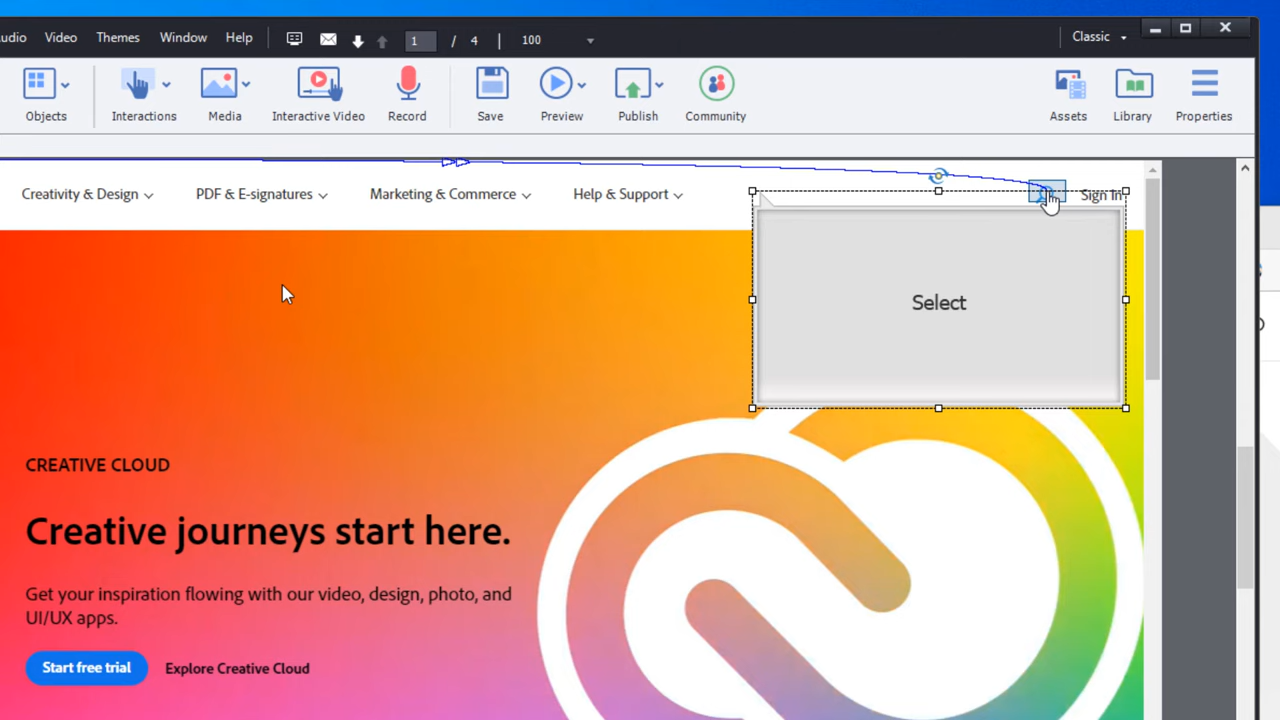 udio Video Themes Window Help 1 / 4 100 Classic
Objects Interactions Media Interactive Video Record Save Preview Publish Community Assets Library Properties
Creativity & Design PDF & E-signatures Marketing & Commerce Help & Support Sign In
Select
CREATIVE CLOUD
Creative journeys start here.
Get your inspiration flowing with our video, design, photo, and
UI/UX apps.
Start free trial Explore Creative Cloud